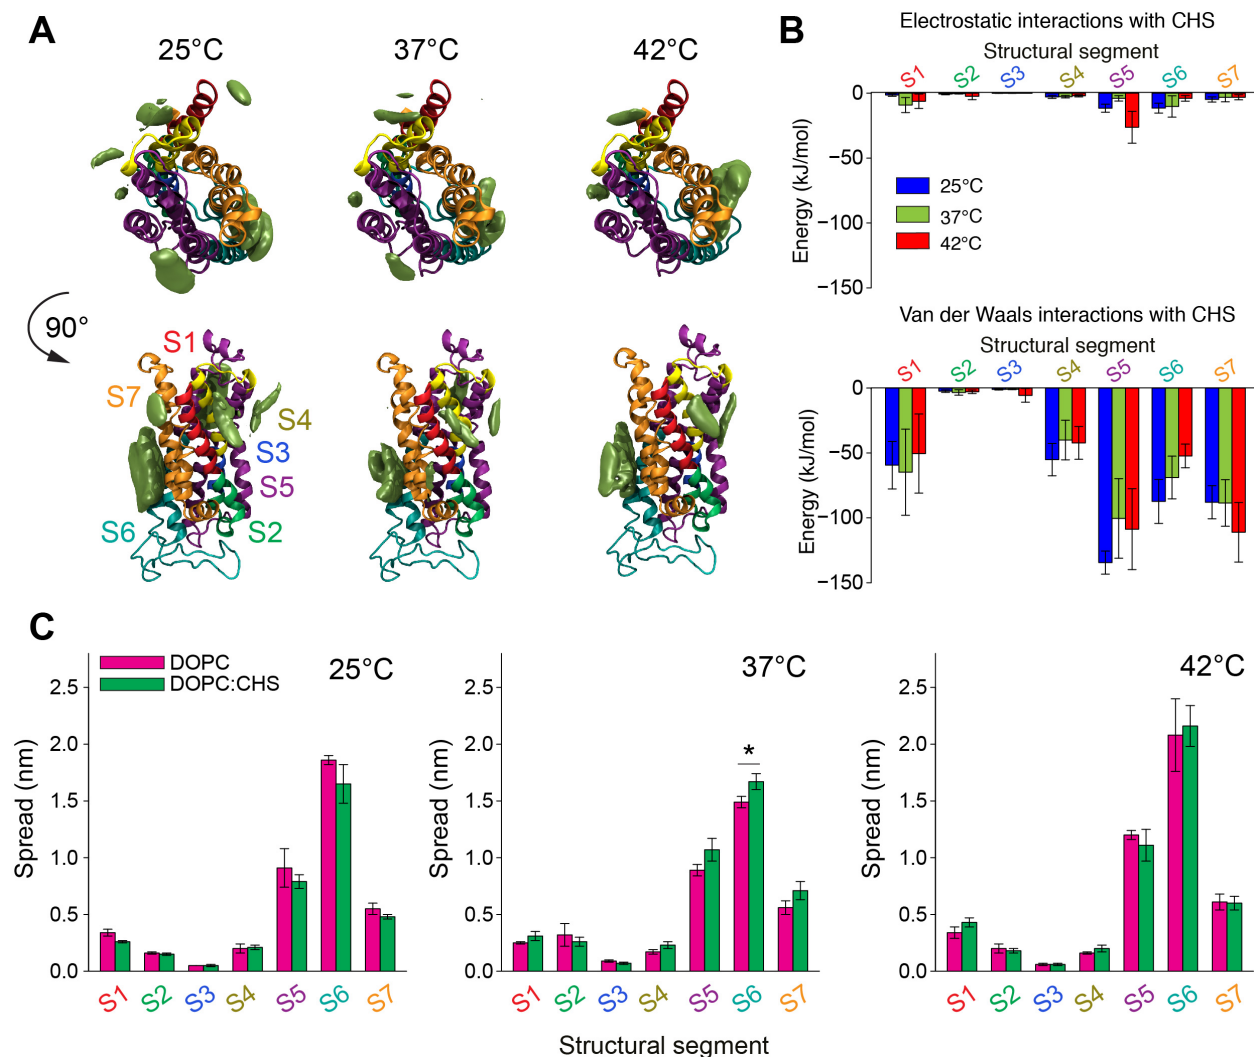 A
25°C
37°C
42°C
90°
S1
S7
S4
S3
S5
S6
S2
B
Electrostatic interactions with CHS
Structural segment
S1 S2 S3 S4 S5 S6 S7
Energy (kJ/mol)
0
−50
−100
−150
25°C
37°C
42°C
Van der Waals interactions with CHS
Structural segment
S1 S2 S3 S4 S5 S6 S7
Energy (kJ/mol)
0
−50
−100
−150
C
DOPC
DOPC:CHS
25°C
Spread (nm)
2.5
2.0
1.5
1.0
0.5
0.0
S1 S2 S3 S4 S5 S6 S7
37°C
*
Spread (nm)
2.5
2.0
1.5
1.0
0.5
0.0
S1 S2 S3 S4 S5 S6 S7
42°C
Spread (nm)
2.5
2.0
1.5
1.0
0.5
0.0
S1 S2 S3 S4 S5 S6 S7
Structural segment